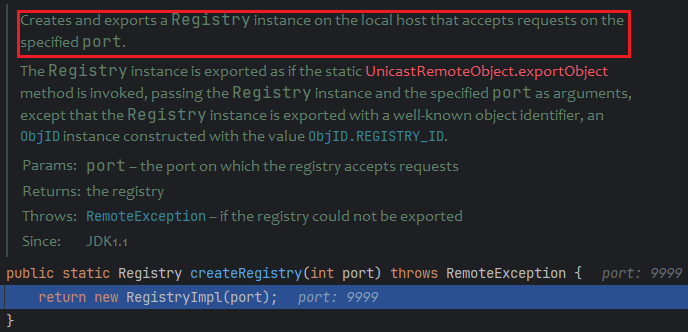 Creates and exports a Registry instance on the local host that accepts requests on the
specified port.
The Registry instance is exported as if the static UnicastRemoteObject.exportObject
method is invoked, passing the Registry instance and the specified port as arguments,
except that the Registry instance is exported with a well-known object identifier, an
ObjID instance constructed with the value ObjID.REGISTRY_ID.
Params: port – the port on which the registry accepts requests
Returns: the registry
Throws: RemoteException – if the registry could not be exported
Since: JDK1.1
public static Registry createRegistry(int port) throws RemoteException { port: 9999
return new RegistryImpl(port); port: 9999
}